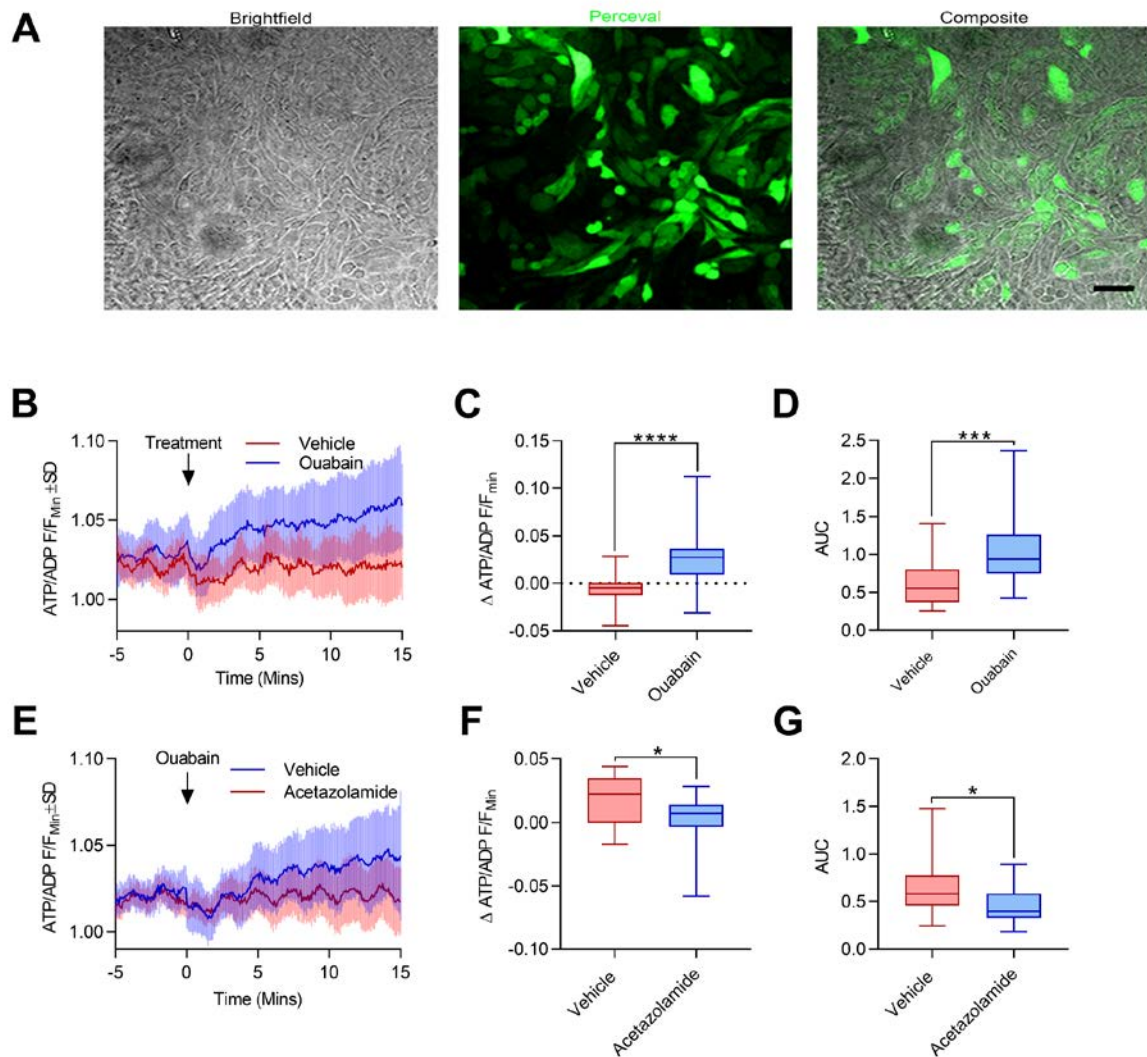 A
Brightfield
Perceval
Composite
B
ATP/ADP F/FMin ±SD
1.10
1.05
1.00
Treatment
Vehicle
Ouabain
-5 0 5 10 15
Time (Mins)
C
Δ ATP/ADP F/Fmin
0.15
0.10
0.05
0.00
-0.05
****
Vehicle
Ouabain
D
AUC
2.5
2.0
1.5
1.0
0.5
0.0
***
Vehicle
Ouabain
E
ATP/ADP F/FMin±SD
1.10
1.05
1.00
Ouabain
Vehicle
Acetazolamide
-5 0 5 10 15
Time (Mins)
F
Δ ATP/ADP F/FMin
0.05
0.00
-0.05
-0.10
*
Vehicle
Acetazolamide
G
AUC
2.0
1.5
1.0
0.5
0.0
*
Vehicle
Acetazolamide